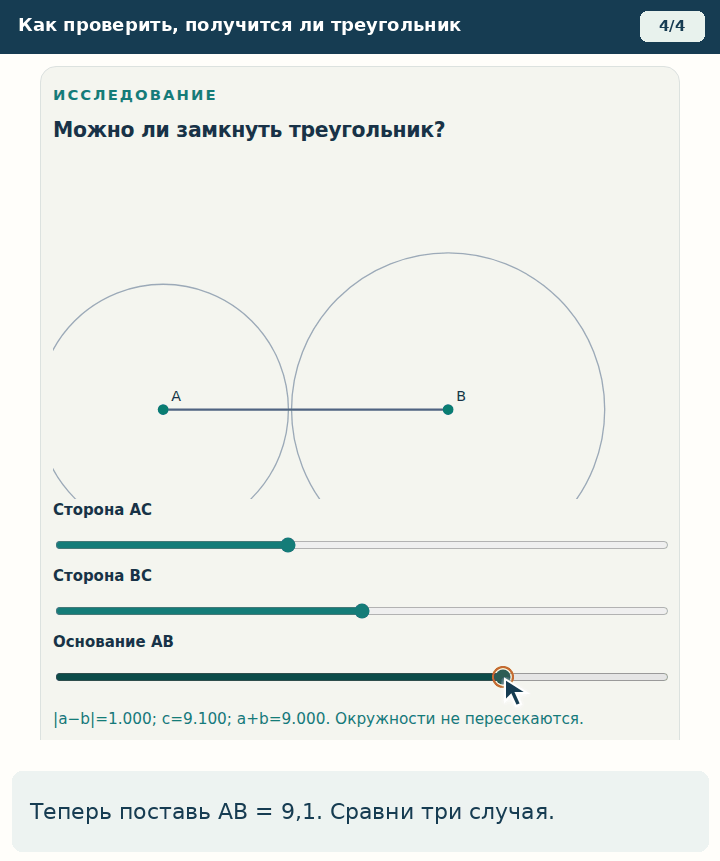 Как проверить, получится ли треугольник
4/4
ИССЛЕДОВАНИЕ
Можно ли замкнуть треугольник?
A
B
Сторона AC
Сторона BC
Основание AB
|a−b|=1.000; c=9.100; a+b=9.000. Окружности не пересекаются.
Теперь поставь AB = 9,1. Сравни три случая.